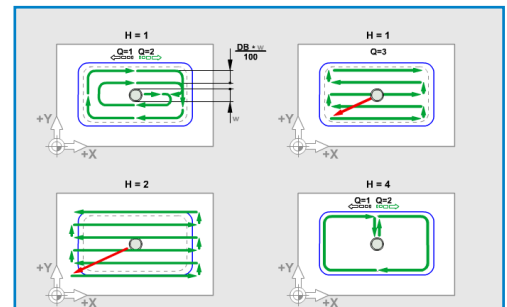 H = 1
Q=1 Q=2
DB * w
100
w
+Y
+X
H = 1
Q=3
+Y
+X
H = 2
+Y
+X
H = 4
Q=1 Q=2
+Y
+X